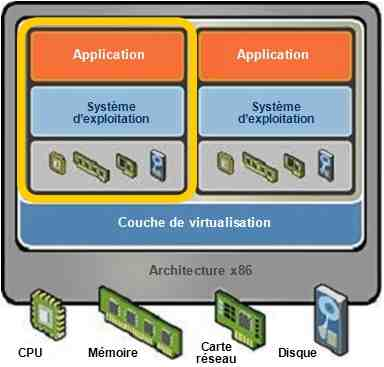 Application
Application
Système
d'exploitation
Système
d'exploitation
Couche de virtualisation
Architecture x86
CPU
Mémoire
Carte
réseau
Disque